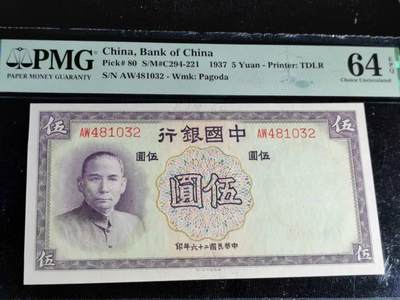 PMG
PAPER MONEY GUARANTY
China, Bank of China
Pick# 80 S/M#C294-221 1937 5 Yuan - Printer: TDLR
S/N AW481032 - Wmk: Pagoda
64 EPQ
Choice Uncirculated
伍 伍
行銀國中
AW481032 AW481032
圓伍 圓伍
圓伍
印年六十二國民華中
伍 伍